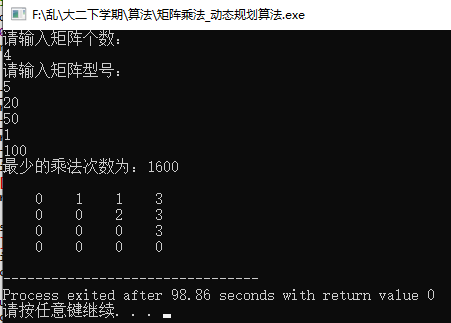 F:\乱\大二下学期\算法\矩阵乘法_动态规划算法.exe
请输入矩阵个数:
4
请输入矩阵型号:
5
20
50
1
100
最少的乘法次数为: 1600
0 1 1 3
0 0 2 3
0 0 0 3
0 0 0 0
--------------------------------
Process exited after 98.86 seconds with return value 0
请按任意键继续. . .